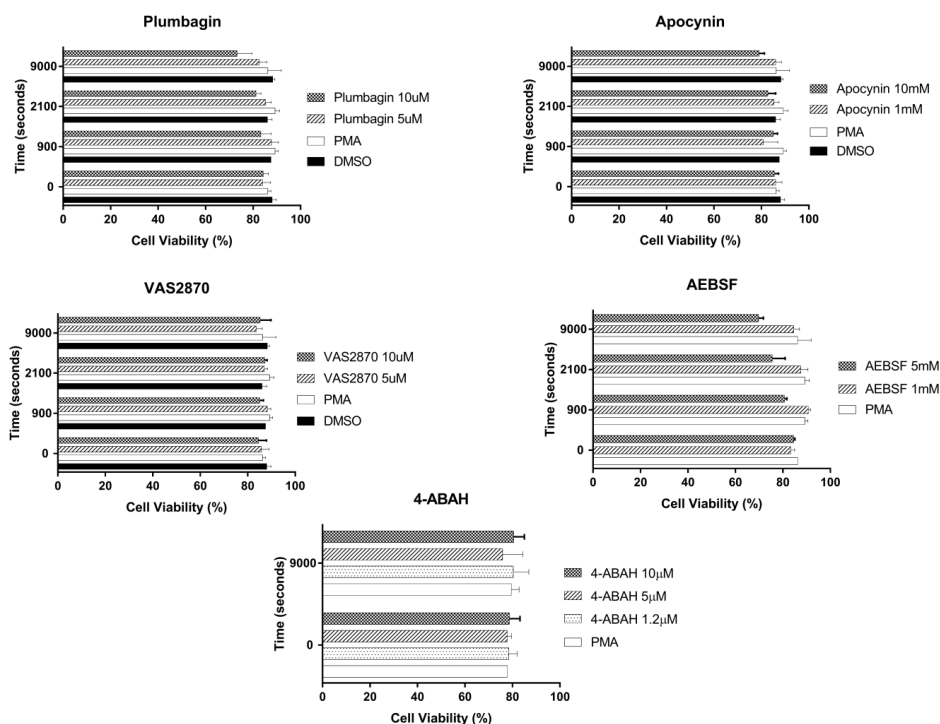 Plumbagin
Time (seconds)
9000
2100
900
0
0 20 40 60 80 100
Cell Viability (%)
Plumbagin 10uM
Plumbagin 5uM
PMA
DMSO
Apocynin
Time (seconds)
9000
2100
900
0
0 20 40 60 80 100
Cell Viability (%)
Apocynin 10mM
Apocynin 1mM
PMA
DMSO
VAS2870
Time (seconds)
9000
2100
900
0
0 20 40 60 80 100
Cell Viability (%)
VAS2870 10uM
VAS2870 5uM
PMA
DMSO
AEBSF
Time (seconds)
9000
2100
900
0
0 20 40 60 80 100
Cell Viability (%)
AEBSF 5mM
AEBSF 1mM
PMA
4-ABAH
Time (seconds)
9000
0
0 20 40 60 80 100
Cell Viability (%)
4-ABAH 10μM
4-ABAH 5μM
4-ABAH 1.2μM
PMA